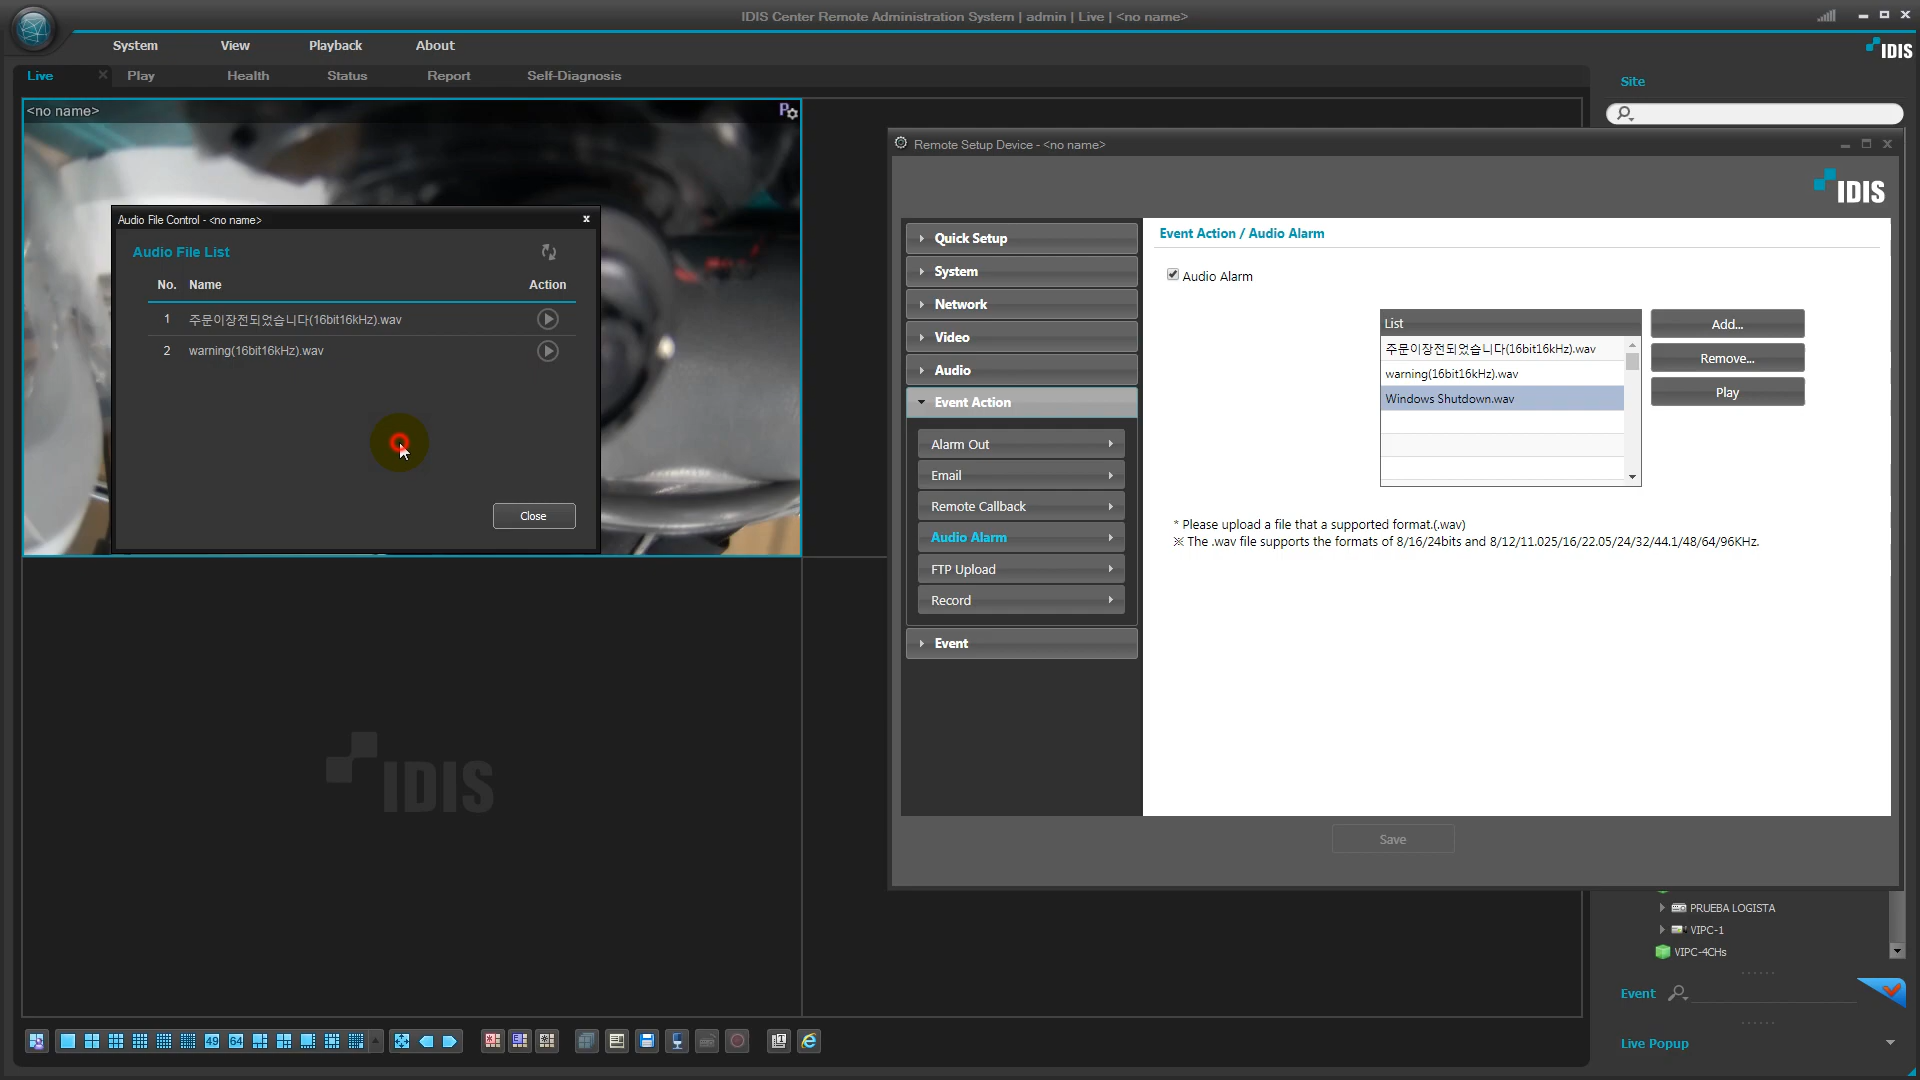 IDIS Center Remote Administration System | admin | Live | <no name>
System View Playback About
IDIS
Live Play Health Status Report Self-Diagnosis
Site
<no name>
Audio File Control - <no name>
Audio File List
No. Name Action
1 주문이장전되었습니다(16bit16kHz).wav
2 warning(16bit16kHz).wav
Close
IDIS
Remote Setup Device - <no name>
IDIS
Quick Setup
System
Network
Video
Audio
Event Action
Alarm Out
Email
Remote Callback
Audio Alarm
FTP Upload
Record
Event
Event Action / Audio Alarm
Audio Alarm
List
주문이장전되었습니다(16bit16kHz).wav
warning(16bit16kHz).wav
Windows Shutdown.wav
Add...
Remove...
Play
* Please upload a file that a supported format.(.wav)
※ The .wav file supports the formats of 8/16/24bits and 8/12/11.025/16/22.05/24/32/44.1/48/64/96KHz.
Save
PRUEBA LOGISTA
VIPC-1
VIPC-4CHs
Event
Live Popup
49 64